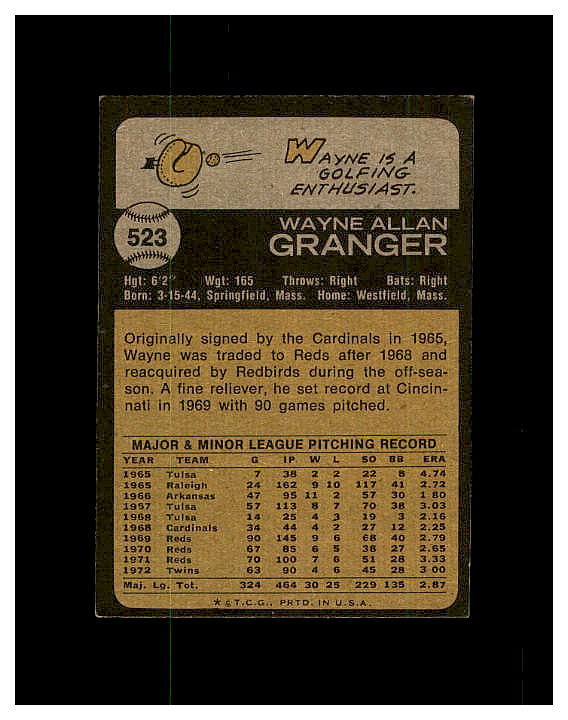 WAYNE IS A
GOLFING
ENTHUSIAST.
523
WAYNE ALLAN
GRANGER
Hgt: 6'2" Wgt: 165 Throws: Right Bats: Right
Born: 3-15-44, Springfield, Mass. Home: Westfield, Mass.
Originally signed by the Cardinals in 1965,
Wayne was traded to Reds after 1968 and
reacquired by Redbirds during the off-sea-
son. A fine reliever, he set record at Cincin-
nati in 1969 with 90 games pitched.
MAJOR & MINOR LEAGUE PITCHING RECORD
YEAR TEAM G IP W L SO BB ERA
1965 Tulsa 7 38 2 2 22 8 4.74
1965 Raleigh 24 162 9 10 117 41 2.72
1966 Arkansas 47 95 11 2 57 30 1.80
1957 Tulsa 57 113 8 7 70 38 3.03
1968 Tulsa 14 25 4 3 19 3 2.16
1968 Cardinals 34 44 4 2 27 12 2.25
1969 Reds 90 145 9 6 68 40 2.79
1970 Reds 67 85 6 5 38 27 2.65
1971 Reds 70 100 7 6 51 28 3.33
1972 Twins 63 90 4 6 45 28 3.00
Maj. Lg. Tot. 324 464 30 25 229 135 2.87
★ © T.C.G., PRTD. IN U.S.A.